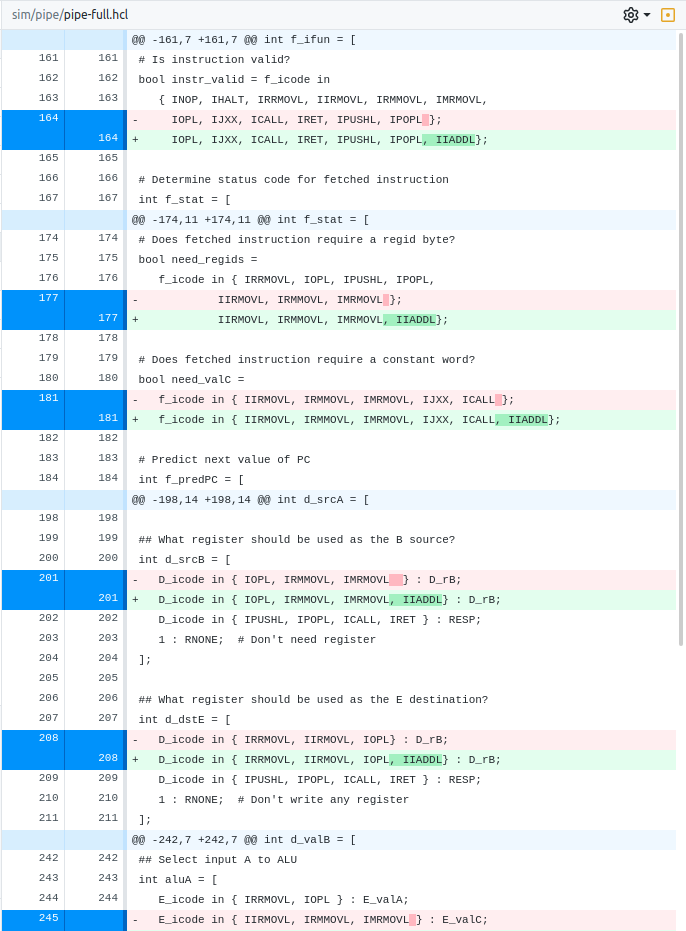 sim/pipe/pipe-full.hcl
@@ -161,7 +161,7 @@ int f_ifun = [
161 161 # Is instruction valid?
162 162 bool instr_valid = f_icode in
163 163 { INOP, IHALT, IRRMOVL, IIRMOVL, IRMMOVL, IMRMOVL,
164 - IOPL, IJXX, ICALL, IRET, IPUSHL, IPOPL };
164 + IOPL, IJXX, ICALL, IRET, IPUSHL, IPOPL, IIADDL};
165 165
166 166 # Determine status code for fetched instruction
167 167 int f_stat = [
@@ -174,11 +174,11 @@ int f_stat = [
174 174 # Does fetched instruction require a regid byte?
175 175 bool need_regids =
176 176 f_icode in { IRRMOVL, IOPL, IPUSHL, IPOPL,
177 - IIRMOVL, IRMMOVL, IMRMOVL };
177 + IIRMOVL, IRMMOVL, IMRMOVL, IIADDL};
178 178
179 179 # Does fetched instruction require a constant word?
180 180 bool need_valC =
181 - f_icode in { IIRMOVL, IRMMOVL, IMRMOVL, IJXX, ICALL };
181 + f_icode in { IIRMOVL, IRMMOVL, IMRMOVL, IJXX, ICALL, IIADDL};
182 182
183 183 # Predict next value of PC
184 184 int f_predPC = [
@@ -198,14 +198,14 @@ int d_srcA = [
198 198
199 199 ## What register should be used as the B source?
200 200 int d_srcB = [
201 - D_icode in { IOPL, IRMMOVL, IMRMOVL  } : D_rB;
201 + D_icode in { IOPL, IRMMOVL, IMRMOVL, IIADDL} : D_rB;
202 202 D_icode in { IPUSHL, IPOPL, ICALL, IRET } : RESP;
203 203 1 : RNONE;  # Don't need register
204 204 ];
205 205
206 206 ## What register should be used as the E destination?
207 207 int d_dstE = [
208 - D_icode in { IRRMOVL, IIRMOVL, IOPL} : D_rB;
208 + D_icode in { IRRMOVL, IIRMOVL, IOPL, IIADDL} : D_rB;
209 209 D_icode in { IPUSHL, IPOPL, ICALL, IRET } : RESP;
210 210 1 : RNONE;  # Don't write any register
211 211 ];
@@ -242,7 +242,7 @@ int d_valB = [
242 242 ## Select input A to ALU
243 243 int aluA = [
244 244 E_icode in { IRRMOVL, IOPL } : E_valA;
245 - E_icode in { IIRMOVL, IRMMOVL, IMRMOVL } : E_valC;